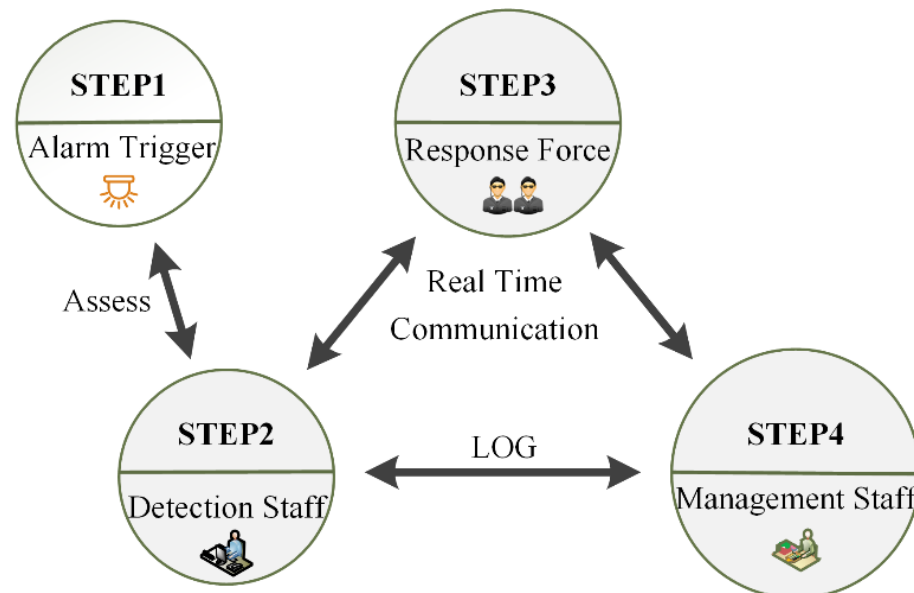 STEP1
Alarm Trigger
STEP3
Response Force
Assess
Real Time
Communication
STEP2
Detection Staff
LOG
STEP4
Management Staff